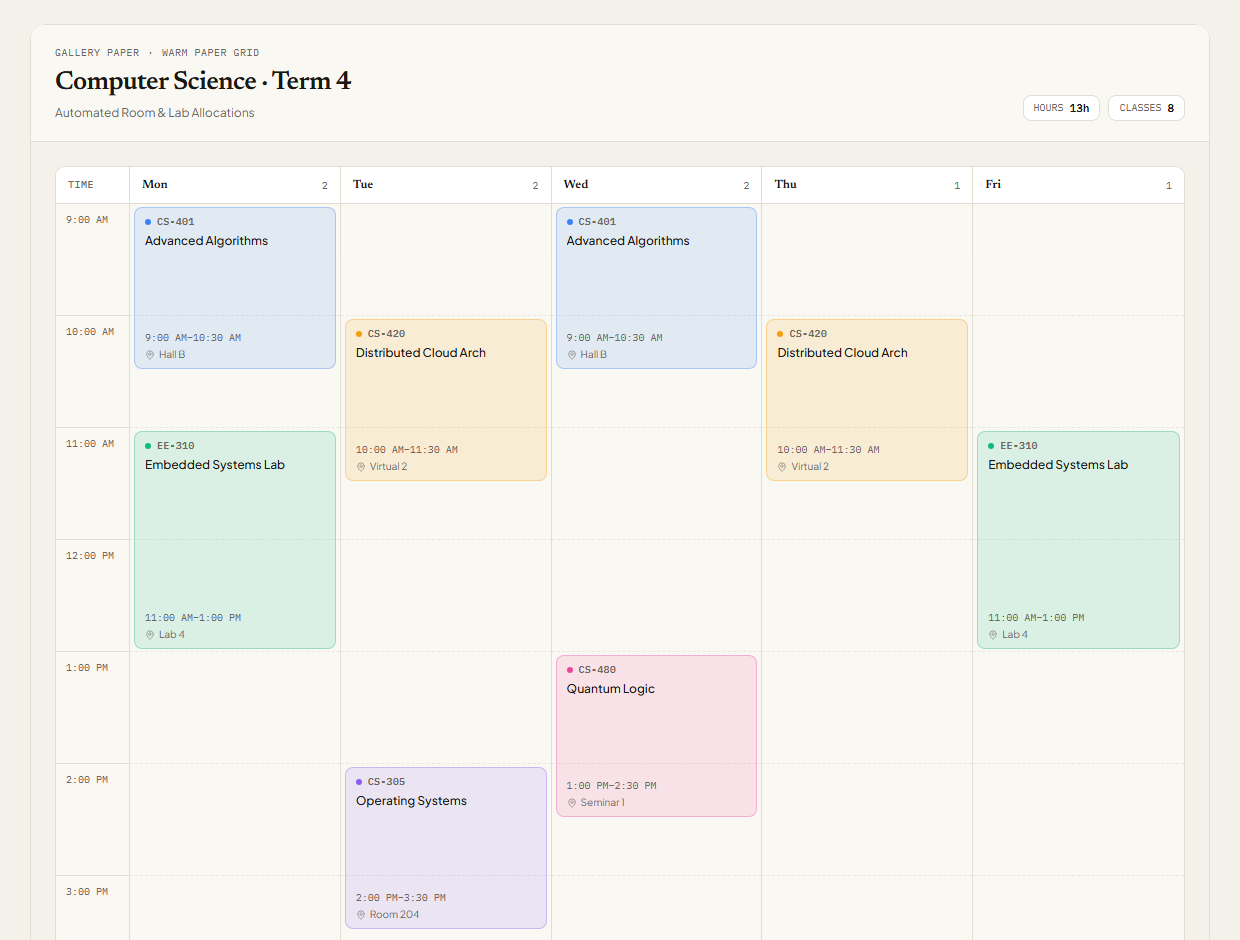 GALLERY PAPER · WARM PAPER GRID
Computer Science · Term 4
Automated Room & Lab Allocations
HOURS 13h
CLASSES 8
TIME
Mon 2
Tue 2
Wed 2
Thu 1
Fri 1
9:00 AM
CS-401
Advanced Algorithms
9:00 AM–10:30 AM
Hall B
CS-401
Advanced Algorithms
9:00 AM–10:30 AM
Hall B
10:00 AM
CS-420
Distributed Cloud Arch
10:00 AM–11:30 AM
Virtual 2
CS-420
Distributed Cloud Arch
10:00 AM–11:30 AM
Virtual 2
11:00 AM
EE-310
Embedded Systems Lab
11:00 AM–1:00 PM
Lab 4
EE-310
Embedded Systems Lab
11:00 AM–1:00 PM
Lab 4
12:00 PM
1:00 PM
CS-480
Quantum Logic
1:00 PM–2:30 PM
Seminar 1
2:00 PM
CS-305
Operating Systems
2:00 PM–3:30 PM
Room 204
3:00 PM